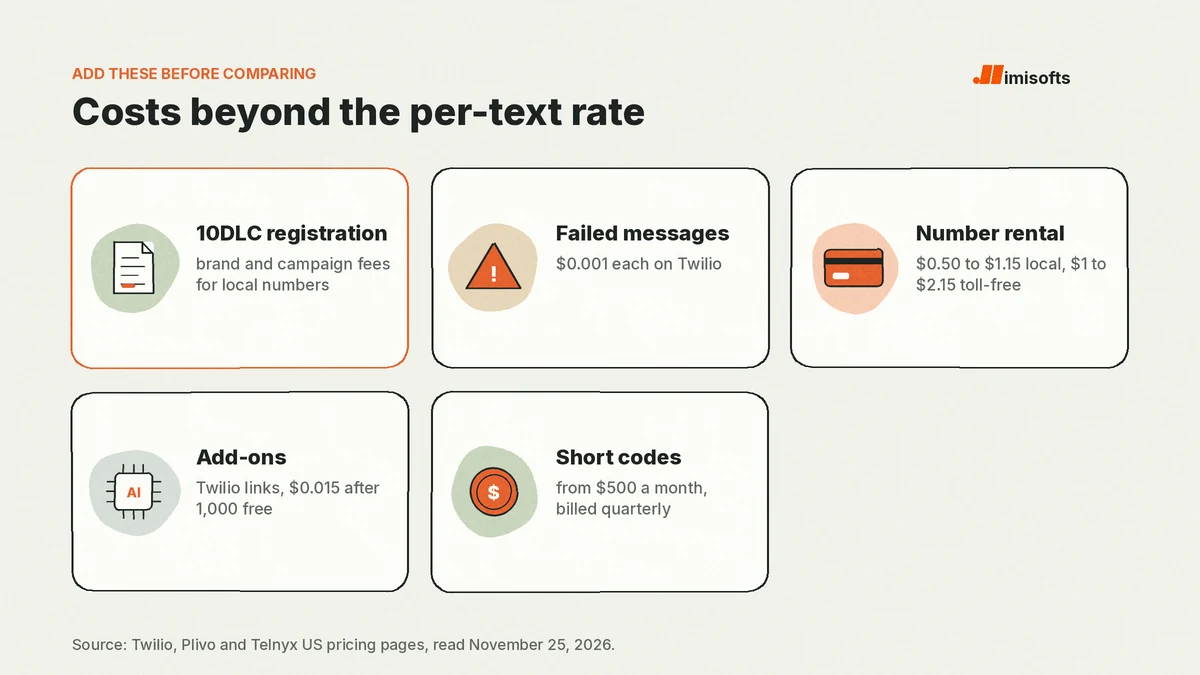 ADD THESE BEFORE COMPARING
imisofts
Costs beyond the per-text rate
10DLC registration
brand and campaign fees
for local numbers
Failed messages
$0.001 each on Twilio
Number rental
$0.50 to $1.15 local, $1 to
$2.15 toll-free
Add-ons
Twilio links, $0.015 after
1,000 free
AI
Short codes
from $500 a month,
billed quarterly
$
!
Source: Twilio, Plivo and Telnyx US pricing pages, read November 25, 2026.